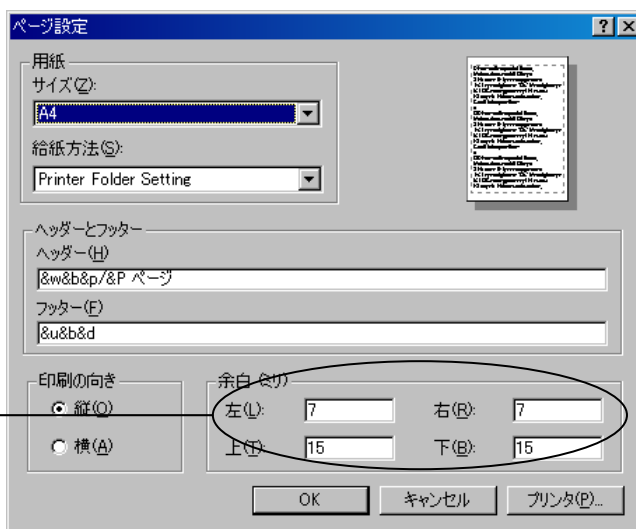 ページ設定
用紙
サイズ(Z):
A4
給紙方法(S):
Printer Folder Setting
ヘッダーとフッター
ヘッダー(H)
&w&b&p/&P ページ
フッター(F)
&u&b&d
印刷の向き
縦(O)
横(A)
余白 (ミリ)
左(L): 7 右(R): 7
上(T): 15 下(B): 15
OK キャンセル プリンタ(P)...